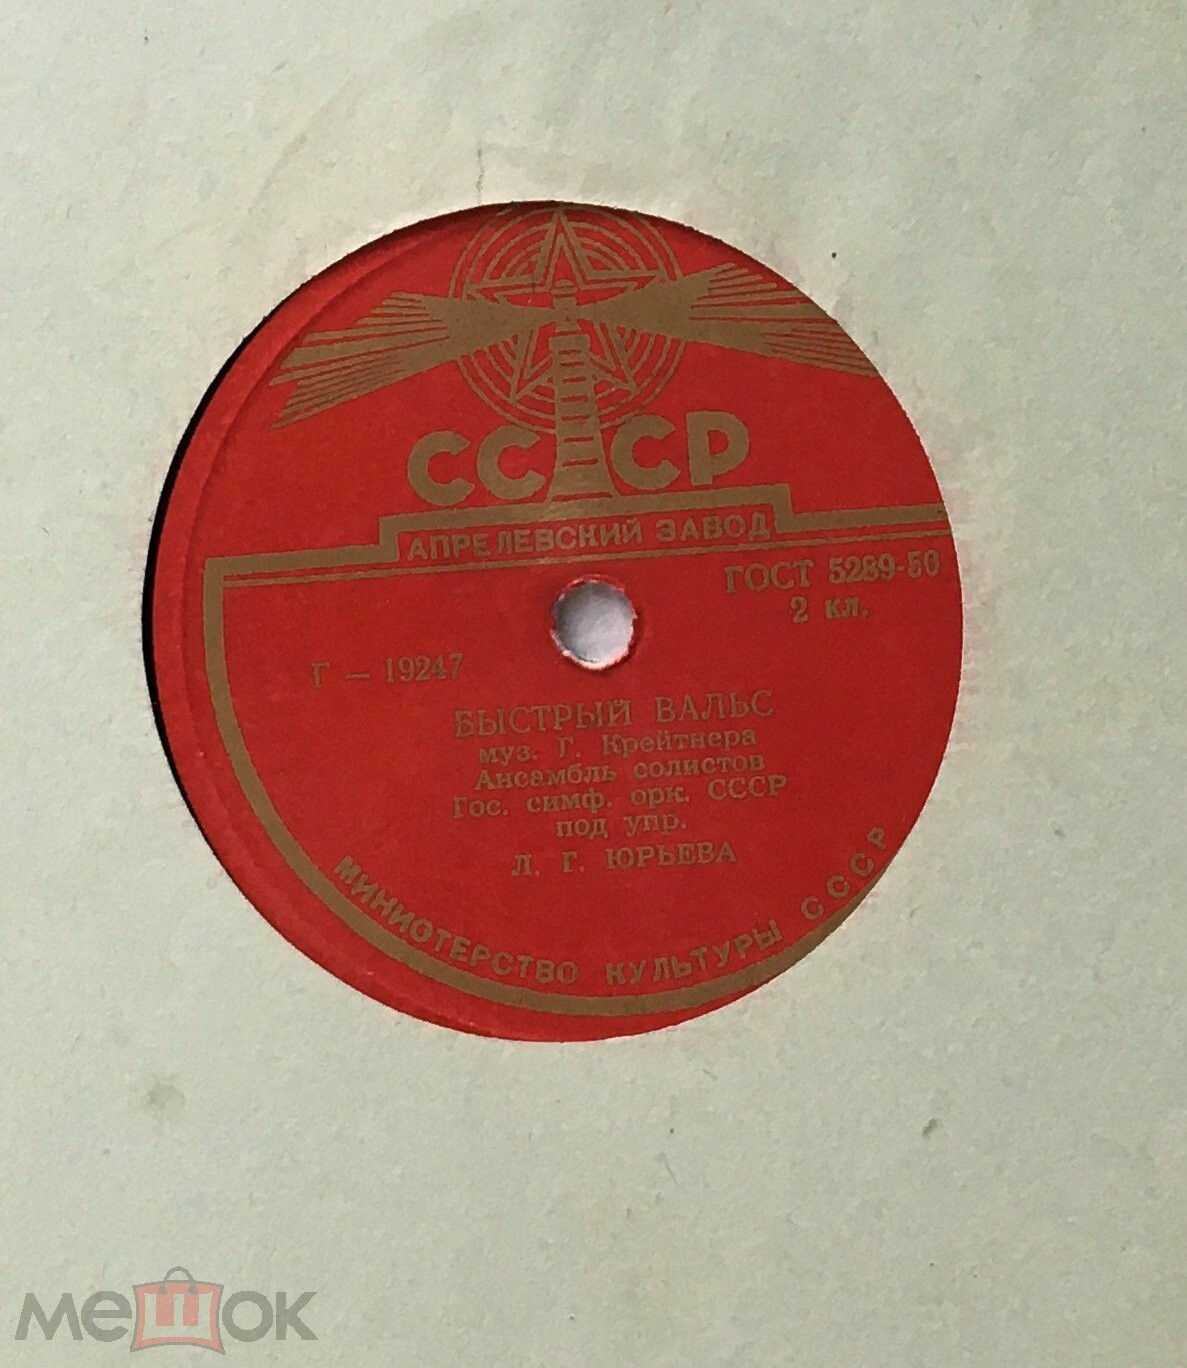 СССР
АПРЕЛЕВСКИЙ ЗАВОД
ГОСТ 5289-50
2 кл.
Г — 19247
БЫСТРЫЙ ВАЛЬС
муз. Г. Крейтнера
Ансамбль солистов
Гос. симф. орк. СССР
под упр.
Л. Г. ЮРЬЕВА
МИНИСТЕРСТВО КУЛЬТУРЫ СССР
мешок